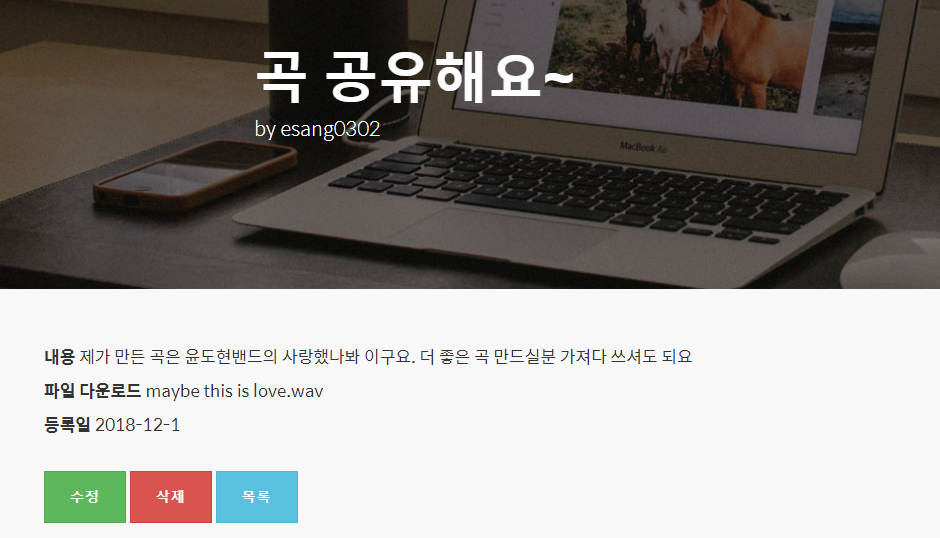 곡 공유해요~
by esang0302
MacBook Air
내용 제가 만든 곡은 윤도현밴드의 사랑했나봐 이구요. 더 좋은 곡 만드실분 가져다 쓰셔도 되요
파일 다운로드 maybe this is love.wav
등록일 2018-12-1
수정 삭제 목록